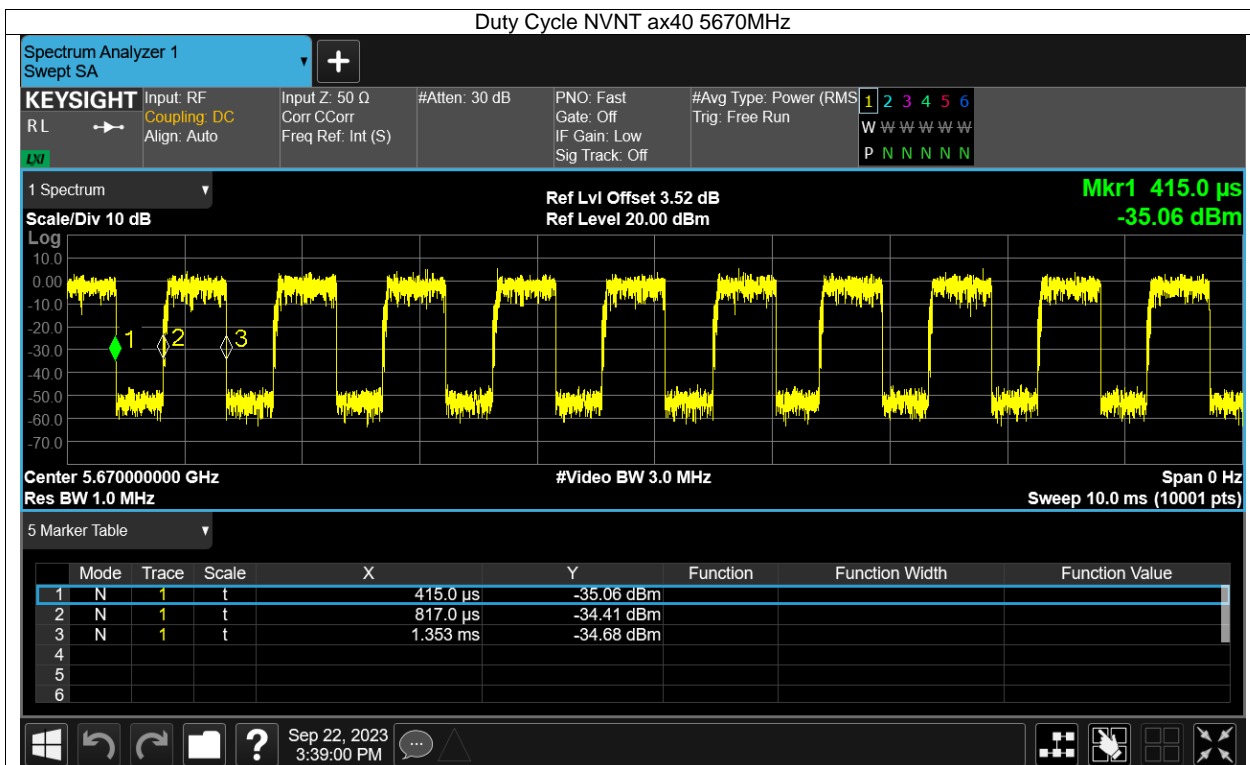 Duty Cycle NVNT ax40 5670MHz
Spectrum Analyzer 1
Swept SA
KEYSIGHT Input: RF Input Z: 50 Ω #Atten: 30 dB PNO: Fast #Avg Type: Power (RMS 1 2 3 4 5 6
RL Coupling: DC Corr CCorr Gate: Off Trig: Free Run
Align: Auto Freq Ref: Int (S) IF Gain: Low W W W W W W
LXI Sig Track: Off P N N N N N
1 Spectrum Ref Lvl Offset 3.52 dB Mkr1 415.0 µs
Scale/Div 10 dB Ref Level 20.00 dBm -35.06 dBm
Log
10.0
0.00
-10.0
-20.0
1 2 3
-30.0
-40.0
-50.0
-60.0
-70.0
Center 5.670000000 GHz #Video BW 3.0 MHz Span 0 Hz
Res BW 1.0 MHz Sweep 10.0 ms (10001 pts)
5 Marker Table
Mode Trace Scale X Y Function Function Width Function Value
1 N 1 t 415.0 µs -35.06 dBm
2 N 1 t 817.0 µs -34.41 dBm
3 N 1 t 1.353 ms -34.68 dBm
4
5
6
? Sep 22, 2023
3:39:00 PM